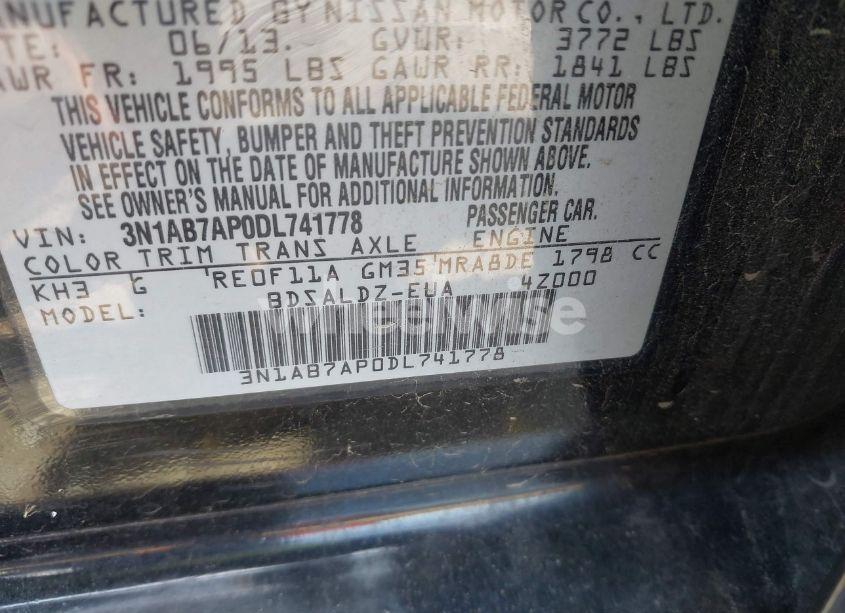 NUFACTURED BY NISSAN MOTOR CO., LTD.
TE: 06/13. GVWR: 3772 LBS
AWR FR: 1995 LBS GAWR RR: 1841 LBS
THIS VEHICLE CONFORMS TO ALL APPLICABLE FEDERAL MOTOR
VEHICLE SAFETY, BUMPER AND THEFT PREVENTION STANDARDS
IN EFFECT ON THE DATE OF MANUFACTURE SHOWN ABOVE.
SEE OWNER'S MANUAL FOR ADDITIONAL INFORMATION.
VIN: 3N1AB7AP0DL741778 PASSENGER CAR.
COLOR TRIM TRANS AXLE ENGINE
KH3 G RE0F11A GM35 MRA8DE 1798 CC
MODEL: BDSALDZ-EUA 4Z000
wheelwise
3N1AB7AP0DL741778